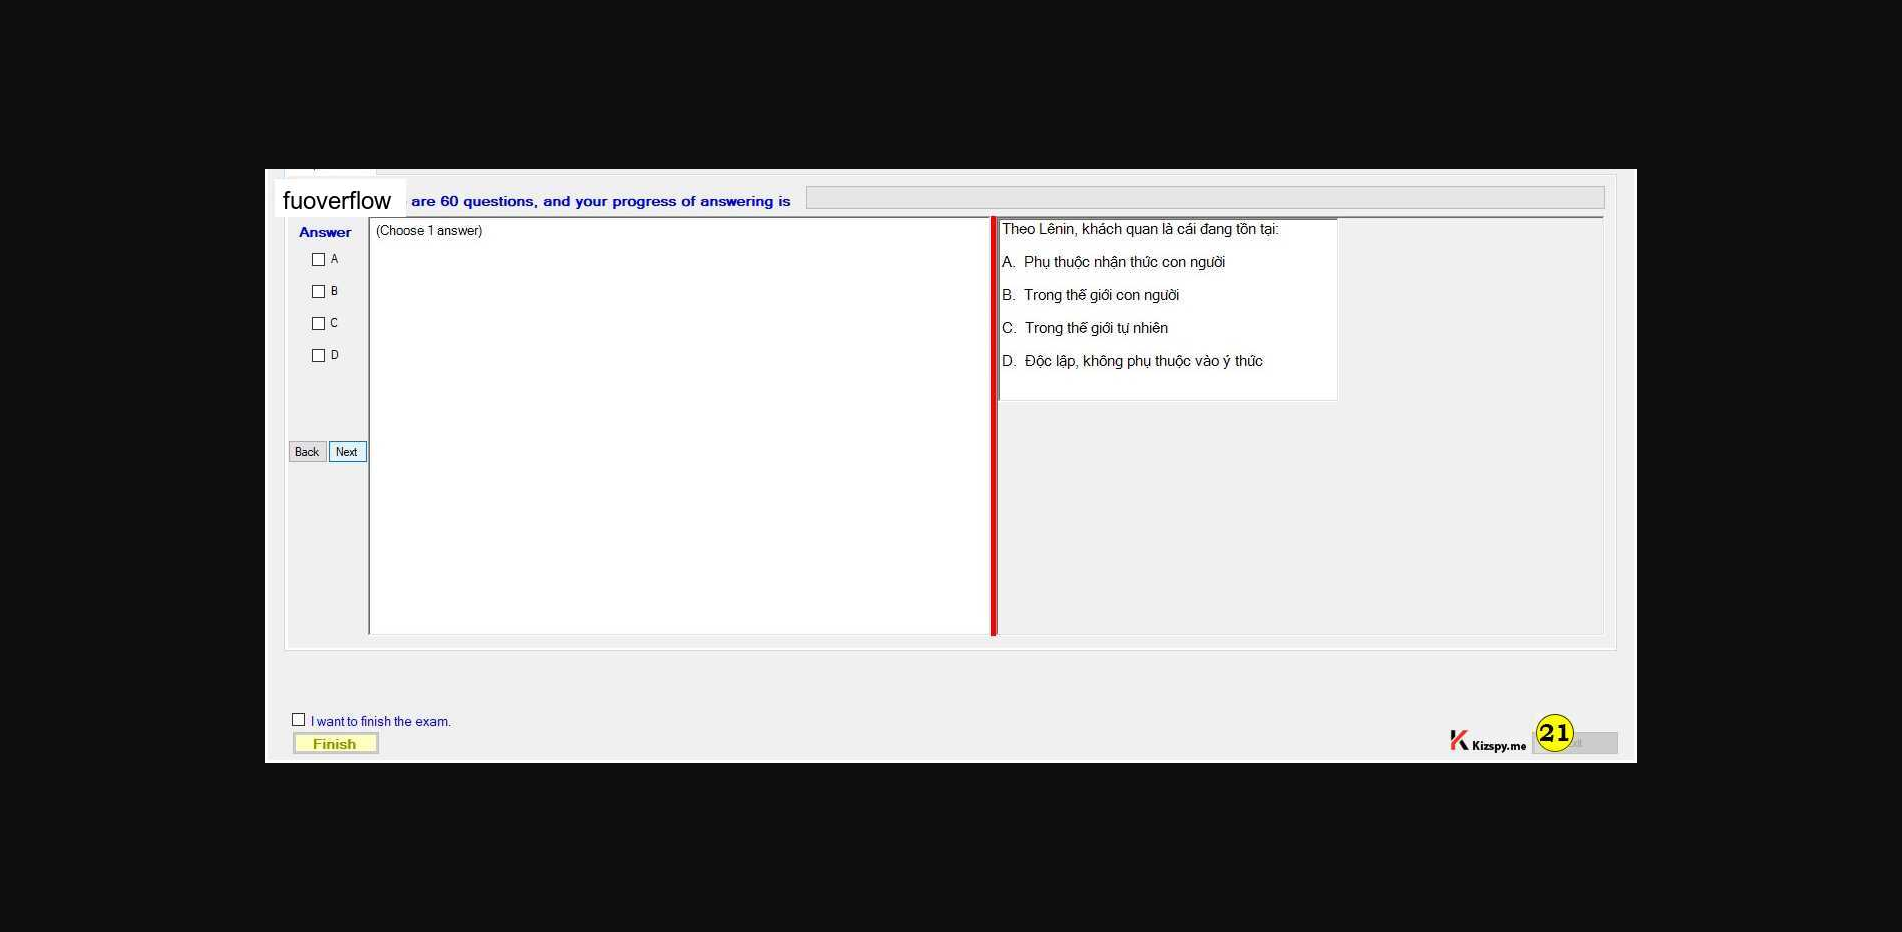 fuoverflow are 60 questions, and your progress of answering is
Answer
(Choose 1 answer)
A
B
C
D
Back Next
Theo Lênin, khách quan là cái đang tồn tại:
A. Phụ thuộc nhận thức con người
B. Trong thế giới con người
C. Trong thế giới tự nhiên
D. Độc lập, không phụ thuộc vào ý thức
I want to finish the exam.
Finish
Kizspy.me
21